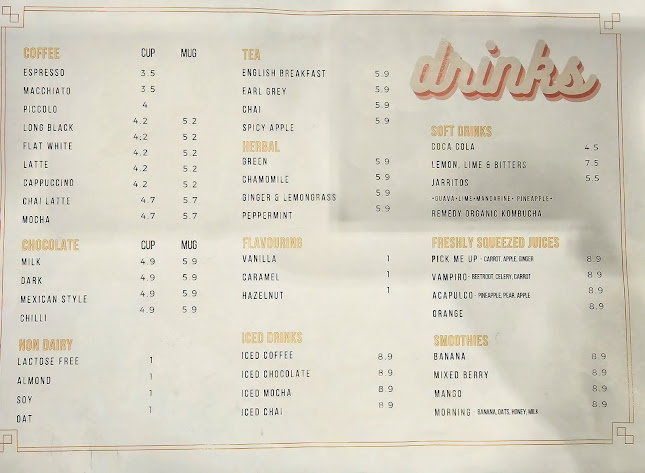 drinks
COFFEE CUP MUG
ESPRESSO 3.5
MACCHIATO 3.5
PICCOLO 4
LONG BLACK 4.2 5.2
FLAT WHITE 4.2 5.2
LATTE 4.2 5.2
CAPPUCCINO 4.2 5.2
CHAI LATTE 4.7 5.7
MOCHA 4.7 5.7
CHOCOLATE CUP MUG
MILK 4.9 5.9
DARK 4.9 5.9
MEXICAN STYLE 4.9 5.9
CHILLI 4.9 5.9
NON DAIRY
LACTOSE FREE 1
ALMOND 1
SOY 1
OAT 1
TEA
ENGLISH BREAKFAST 5.9
EARL GREY 5.9
CHAI 5.9
SPICY APPLE 5.9
HERBAL
GREEN 5.9
CHAMOMILE 5.9
GINGER & LEMONGRASS 5.9
PEPPERMINT 5.9
FLAVOURING
VANILLA 1
CARAMEL 1
HAZELNUT 1
ICED DRINKS
ICED COFFEE 8.9
ICED CHOCOLATE 8.9
ICED MOCHA 8.9
ICED CHAI 8.9
SOFT DRINKS
COCA COLA 4.5
LEMON, LIME & BITTERS 7.5
JARRITOS 5.5
-GUAVA-LIME-MANDARINE- PINEAPPLE-
REMEDY ORGANIC KOMBUCHA
FRESHLY SQUEEZED JUICES
PICK ME UP - CARROT, APPLE, GINGER 8.9
VAMPIRO - BEETROOT, CELERY, CARROT 8.9
ACAPULCO - PINEAPPLE, PEAR, APPLE 8.9
ORANGE 8.9
SMOOTHIES
BANANA 8.9
MIXED BERRY 8.9
MANGO 8.9
MORNING - BANANA, OATS, HONEY, MILK 8.9